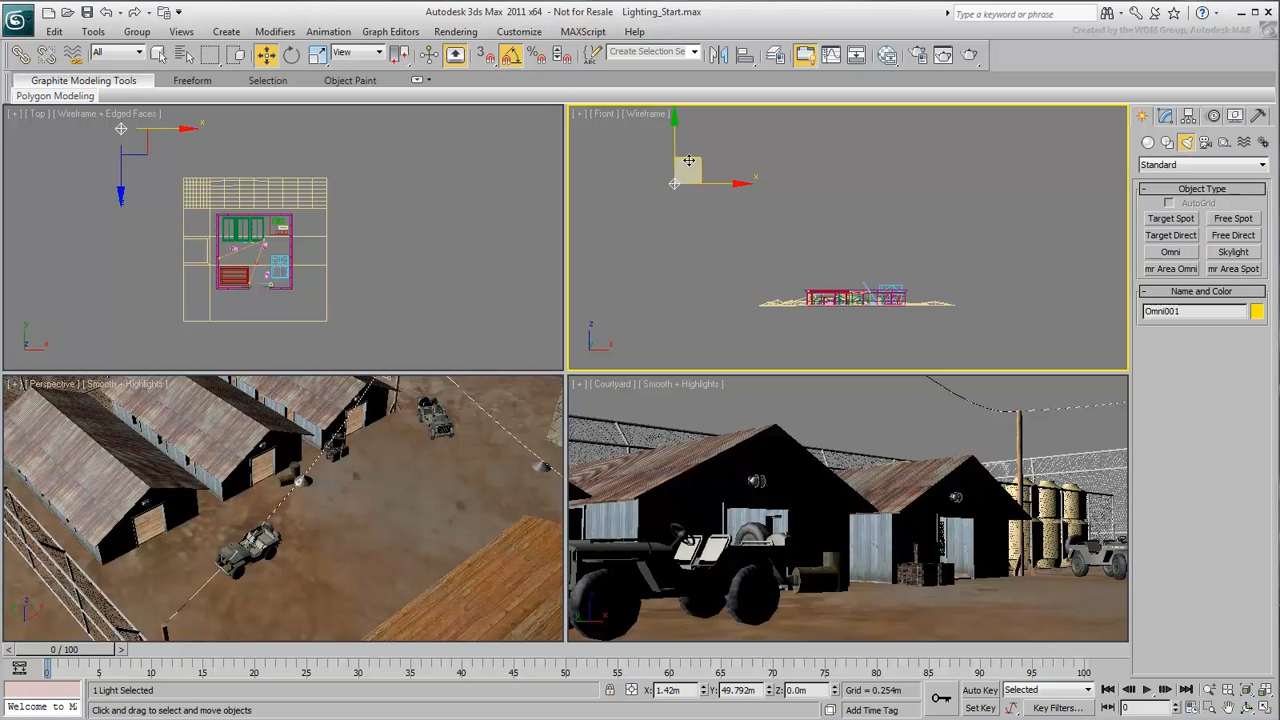 Autodesk 3ds Max 2011 x64 - Not for Resale Lighting_Start.max
Type a keyword or phrase
Edit Tools Group Views Create Modifiers Animation Graph Editors Rendering Customize MAXScript Help
Created by the WDM Group, Autodesk M&E
All View Create Selection Se
Graphite Modeling Tools Freeform Selection Object Paint
Polygon Modeling
[ + ] [ Top ] [ Wireframe + Edged Faces ]
[ + ] [ Front ] [ Wireframe ]
x
x
Standard
Object Type
AutoGrid
Target Spot Free Spot
Target Direct Free Direct
Omni Skylight
mr Area Omni mr Area Spot
Name and Color
Omni001
y
z x
z
x
[ + ] [ Perspective ] [ Smooth + Highlights ]
[ + ] [ Courtyard ] [ Smooth + Highlights ]
0 / 100
0 5 10 15 20 25 30 35 40 45 50 55 60 65 70 75 80 85 90 95 100
1 Light Selected X: 1.42m Y: 49.792m Z: 0.0m Grid = 0.254m Auto Key Selected
Welcome to M Click and drag to select and move objects Add Time Tag Set Key Key Filters... 0